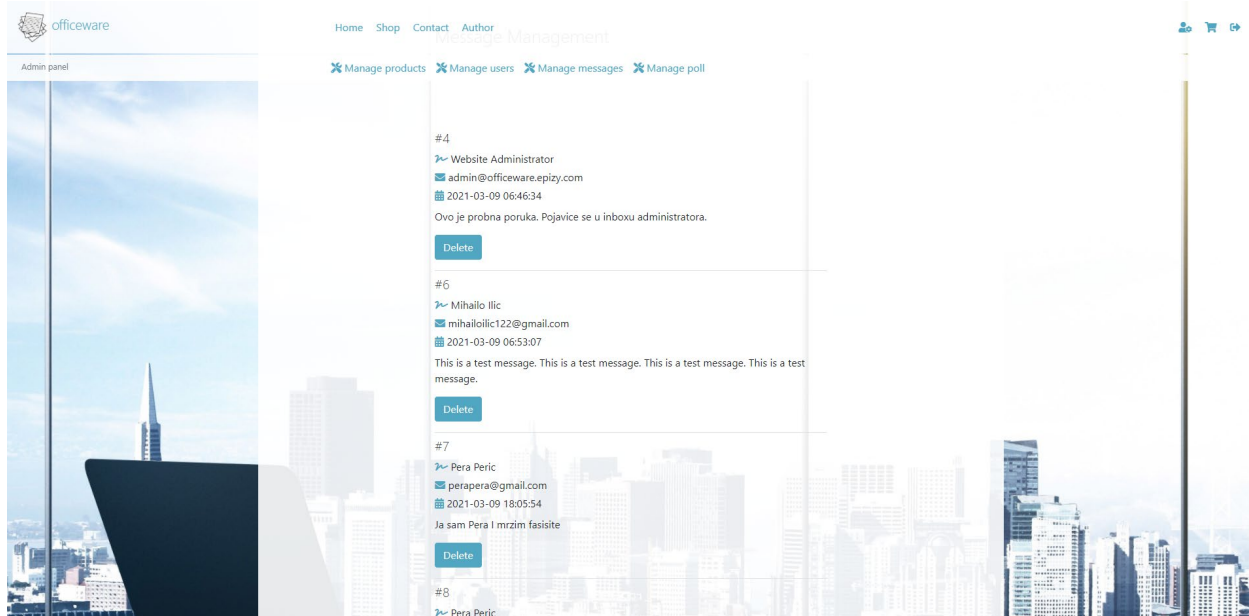 officeware
Home Shop Contact Author
Message Management
Admin panel
Manage products Manage users Manage messages Manage poll
#4
Website Administrator
admin@officeware.epizy.com
2021-03-09 06:46:34
Ovo je probna poruka. Pojavice se u inboxu administratora.
Delete
#6
Mihailo Ilic
mihailoilic122@gmail.com
2021-03-09 06:53:07
This is a test message. This is a test message. This is a test message. This is a test
message.
Delete
#7
Pera Peric
perapera@gmail.com
2021-03-09 18:05:54
Ja sam Pera I mrzim fasisite
Delete
#8
Pera Peric